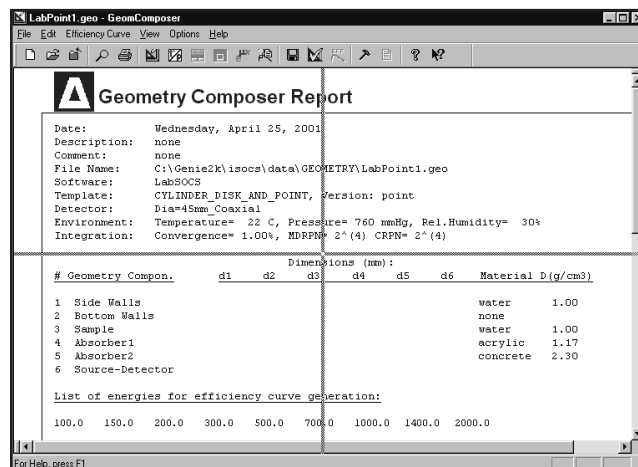 LabPoint1.geo - GeomComposer
File Edit Efficiency Curve View Options Help
Geometry Composer Report
Date: Wednesday, April 25, 2001
Description: none
Comment: none
File Name: C:\Genie2k\isocs\data\GEOMETRY\LabPoint1.geo
Software: LabSOCS
Template: CYLINDER_DISK_AND_POINT, Version: point
Detector: Dia=45mm_Coaxial
Environment: Temperature= 22 C, Pressure= 760 mmHg, Rel.Humidity= 30%
Integration: Convergence= 1.00%, MDRPN= 2^(4) CRPN= 2^(4)
Dimensions (mm):
# Geometry Compon. d1 d2 d3 d4 d5 d6 Material D(g/cm3)
1 Side Walls water 1.00
2 Bottom Walls none
3 Sample water 1.00
4 Absorber1 acrylic 1.17
5 Absorber2 concrete 2.30
6 Source-Detector
List of energies for efficiency curve generation:
100.0 150.0 200.0 300.0 500.0 700.0 1000.0 1400.0 2000.0
For Help, press F1